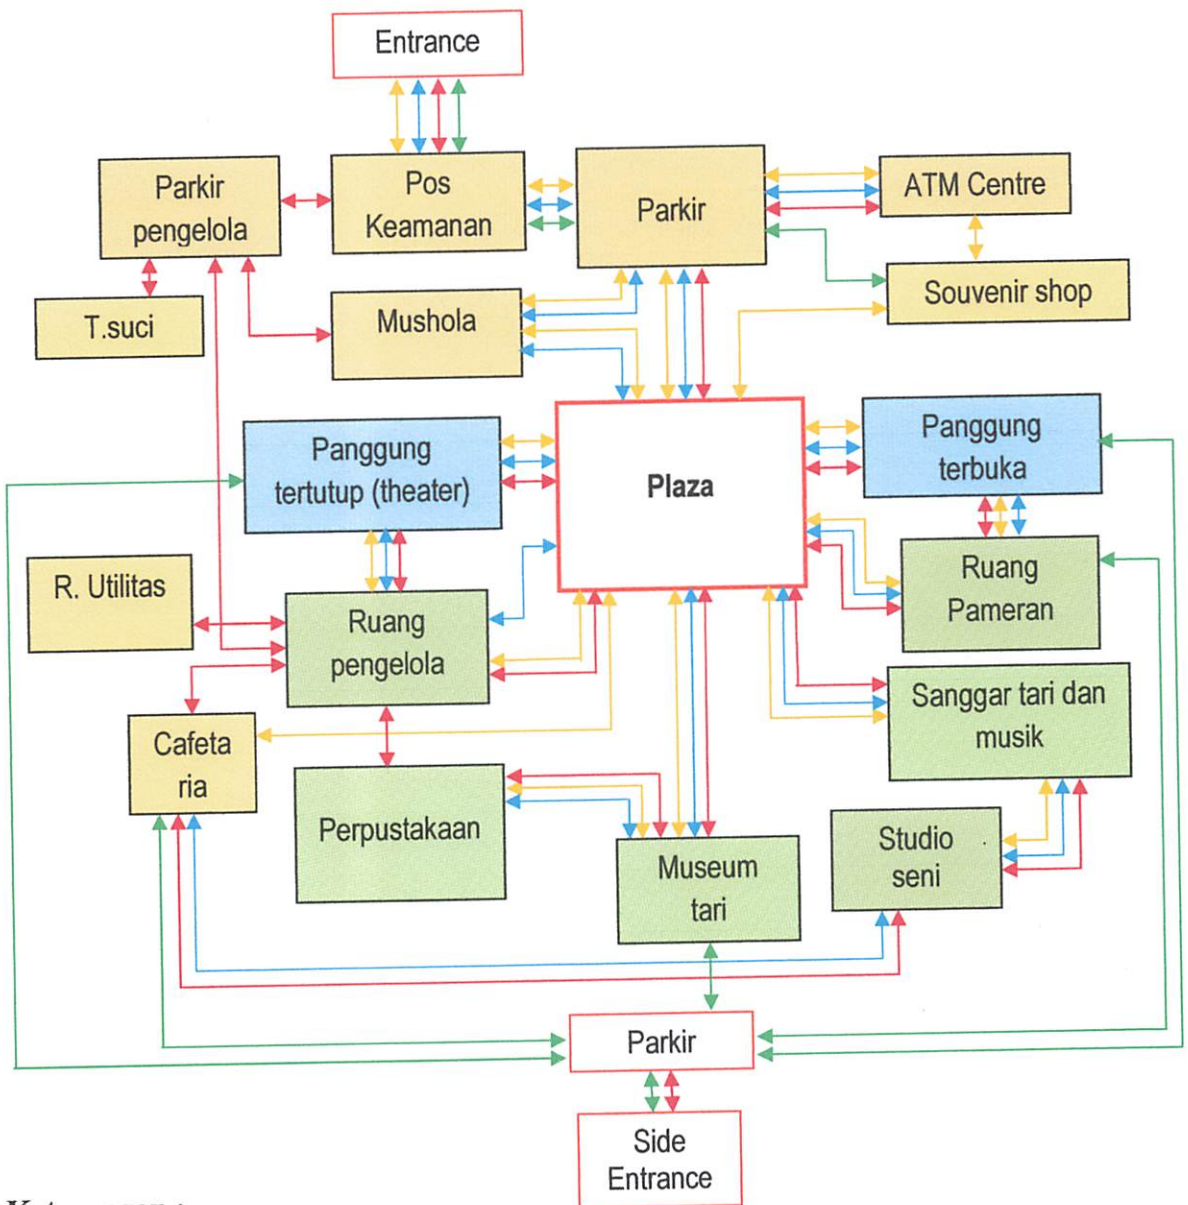 Entrance
Parkir
pengelola
Pos
Keamanan
Parkir
ATM Centre
T.suci
Mushola
Souvenir shop
Panggung
tertutup (theater)
Plaza
Panggung
terbuka
R. Utilitas
Ruang
pengelola
Ruang
Pameran
Sanggar tari dan
musik
Cafeta
ria
Perpustakaan
Museum
tari
Studio
seni
Parkir
Side
Entrance